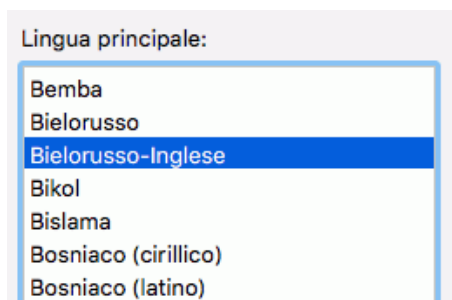 Lingua principale:
Bemba
Bielorusso
Bielorusso-Inglese
Bikol
Bislama
Bosniaco (cirillico)
Bosniaco (latino)